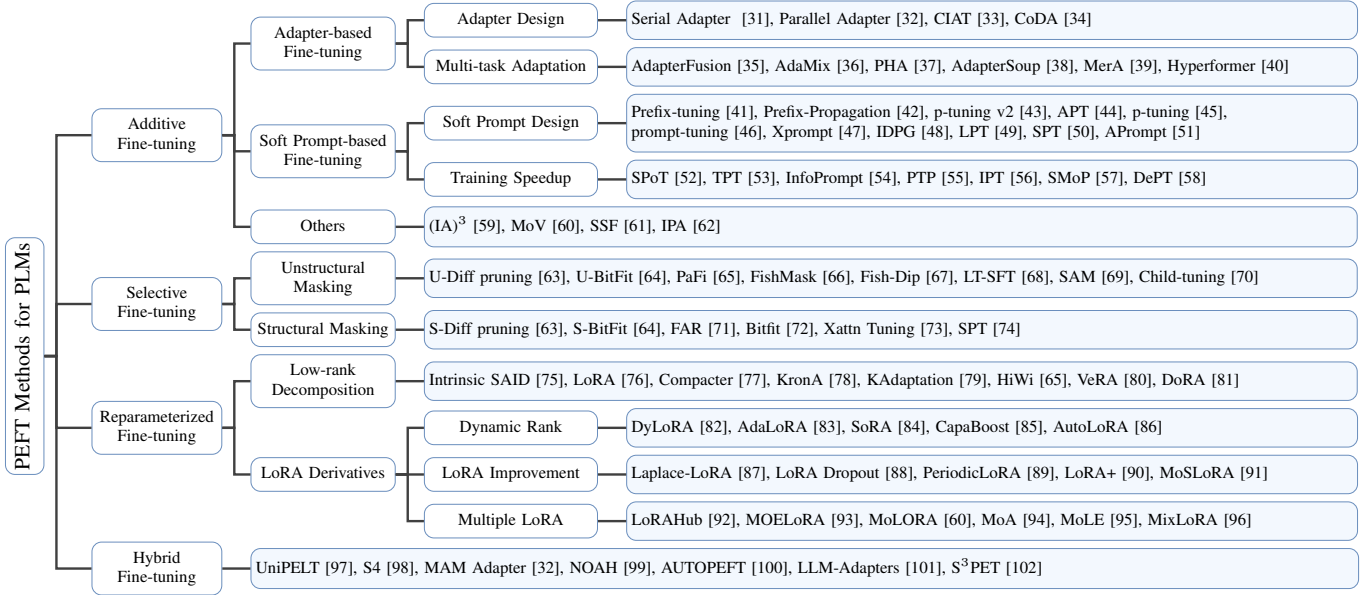 PEFT Methods for PLMs
Additive
Fine-tuning
Adapter-based
Fine-tuning
Adapter Design
Serial Adapter [31], Parallel Adapter [32], CIAT [33], CoDA [34]
Multi-task Adaptation
AdapterFusion [35], AdaMix [36], PHA [37], AdapterSoup [38], MerA [39], Hyperformer [40]
Soft Prompt-based
Fine-tuning
Soft Prompt Design
Prefix-tuning [41], Prefix-Propagation [42], p-tuning v2 [43], APT [44], p-tuning [45],
prompt-tuning [46], Xprompt [47], IDPG [48], LPT [49], SPT [50], APrompt [51]
Training Speedup
SPoT [52], TPT [53], InfoPrompt [54], PTP [55], IPT [56], SMoP [57], DePT [58]
Others
(IA)³ [59], MoV [60], SSF [61], IPA [62]
Selective
Fine-tuning
Unstructural
Masking
U-Diff pruning [63], U-BitFit [64], PaFi [65], FishMask [66], Fish-Dip [67], LT-SFT [68], SAM [69], Child-tuning [70]
Structural Masking
S-Diff pruning [63], S-BitFit [64], FAR [71], Bitfit [72], Xattn Tuning [73], SPT [74]
Reparameterized
Fine-tuning
Low-rank
Decomposition
Intrinsic SAID [75], LoRA [76], Compacter [77], KronA [78], KAdaptation [79], HiWi [65], VeRA [80], DoRA [81]
LoRA Derivatives
Dynamic Rank
DyLoRA [82], AdaLoRA [83], SoRA [84], CapaBoost [85], AutoLoRA [86]
LoRA Improvement
Laplace-LoRA [87], LoRA Dropout [88], PeriodicLoRA [89], LoRA+ [90], MoSLoRA [91]
Multiple LoRA
LoRAHub [92], MOELoRA [93], MoLORA [60], MoA [94], MoLE [95], MixLoRA [96]
Hybrid
Fine-tuning
UniPELT [97], S4 [98], MAM Adapter [32], NOAH [99], AUTOPEFT [100], LLM-Adapters [101], S³PET [102]